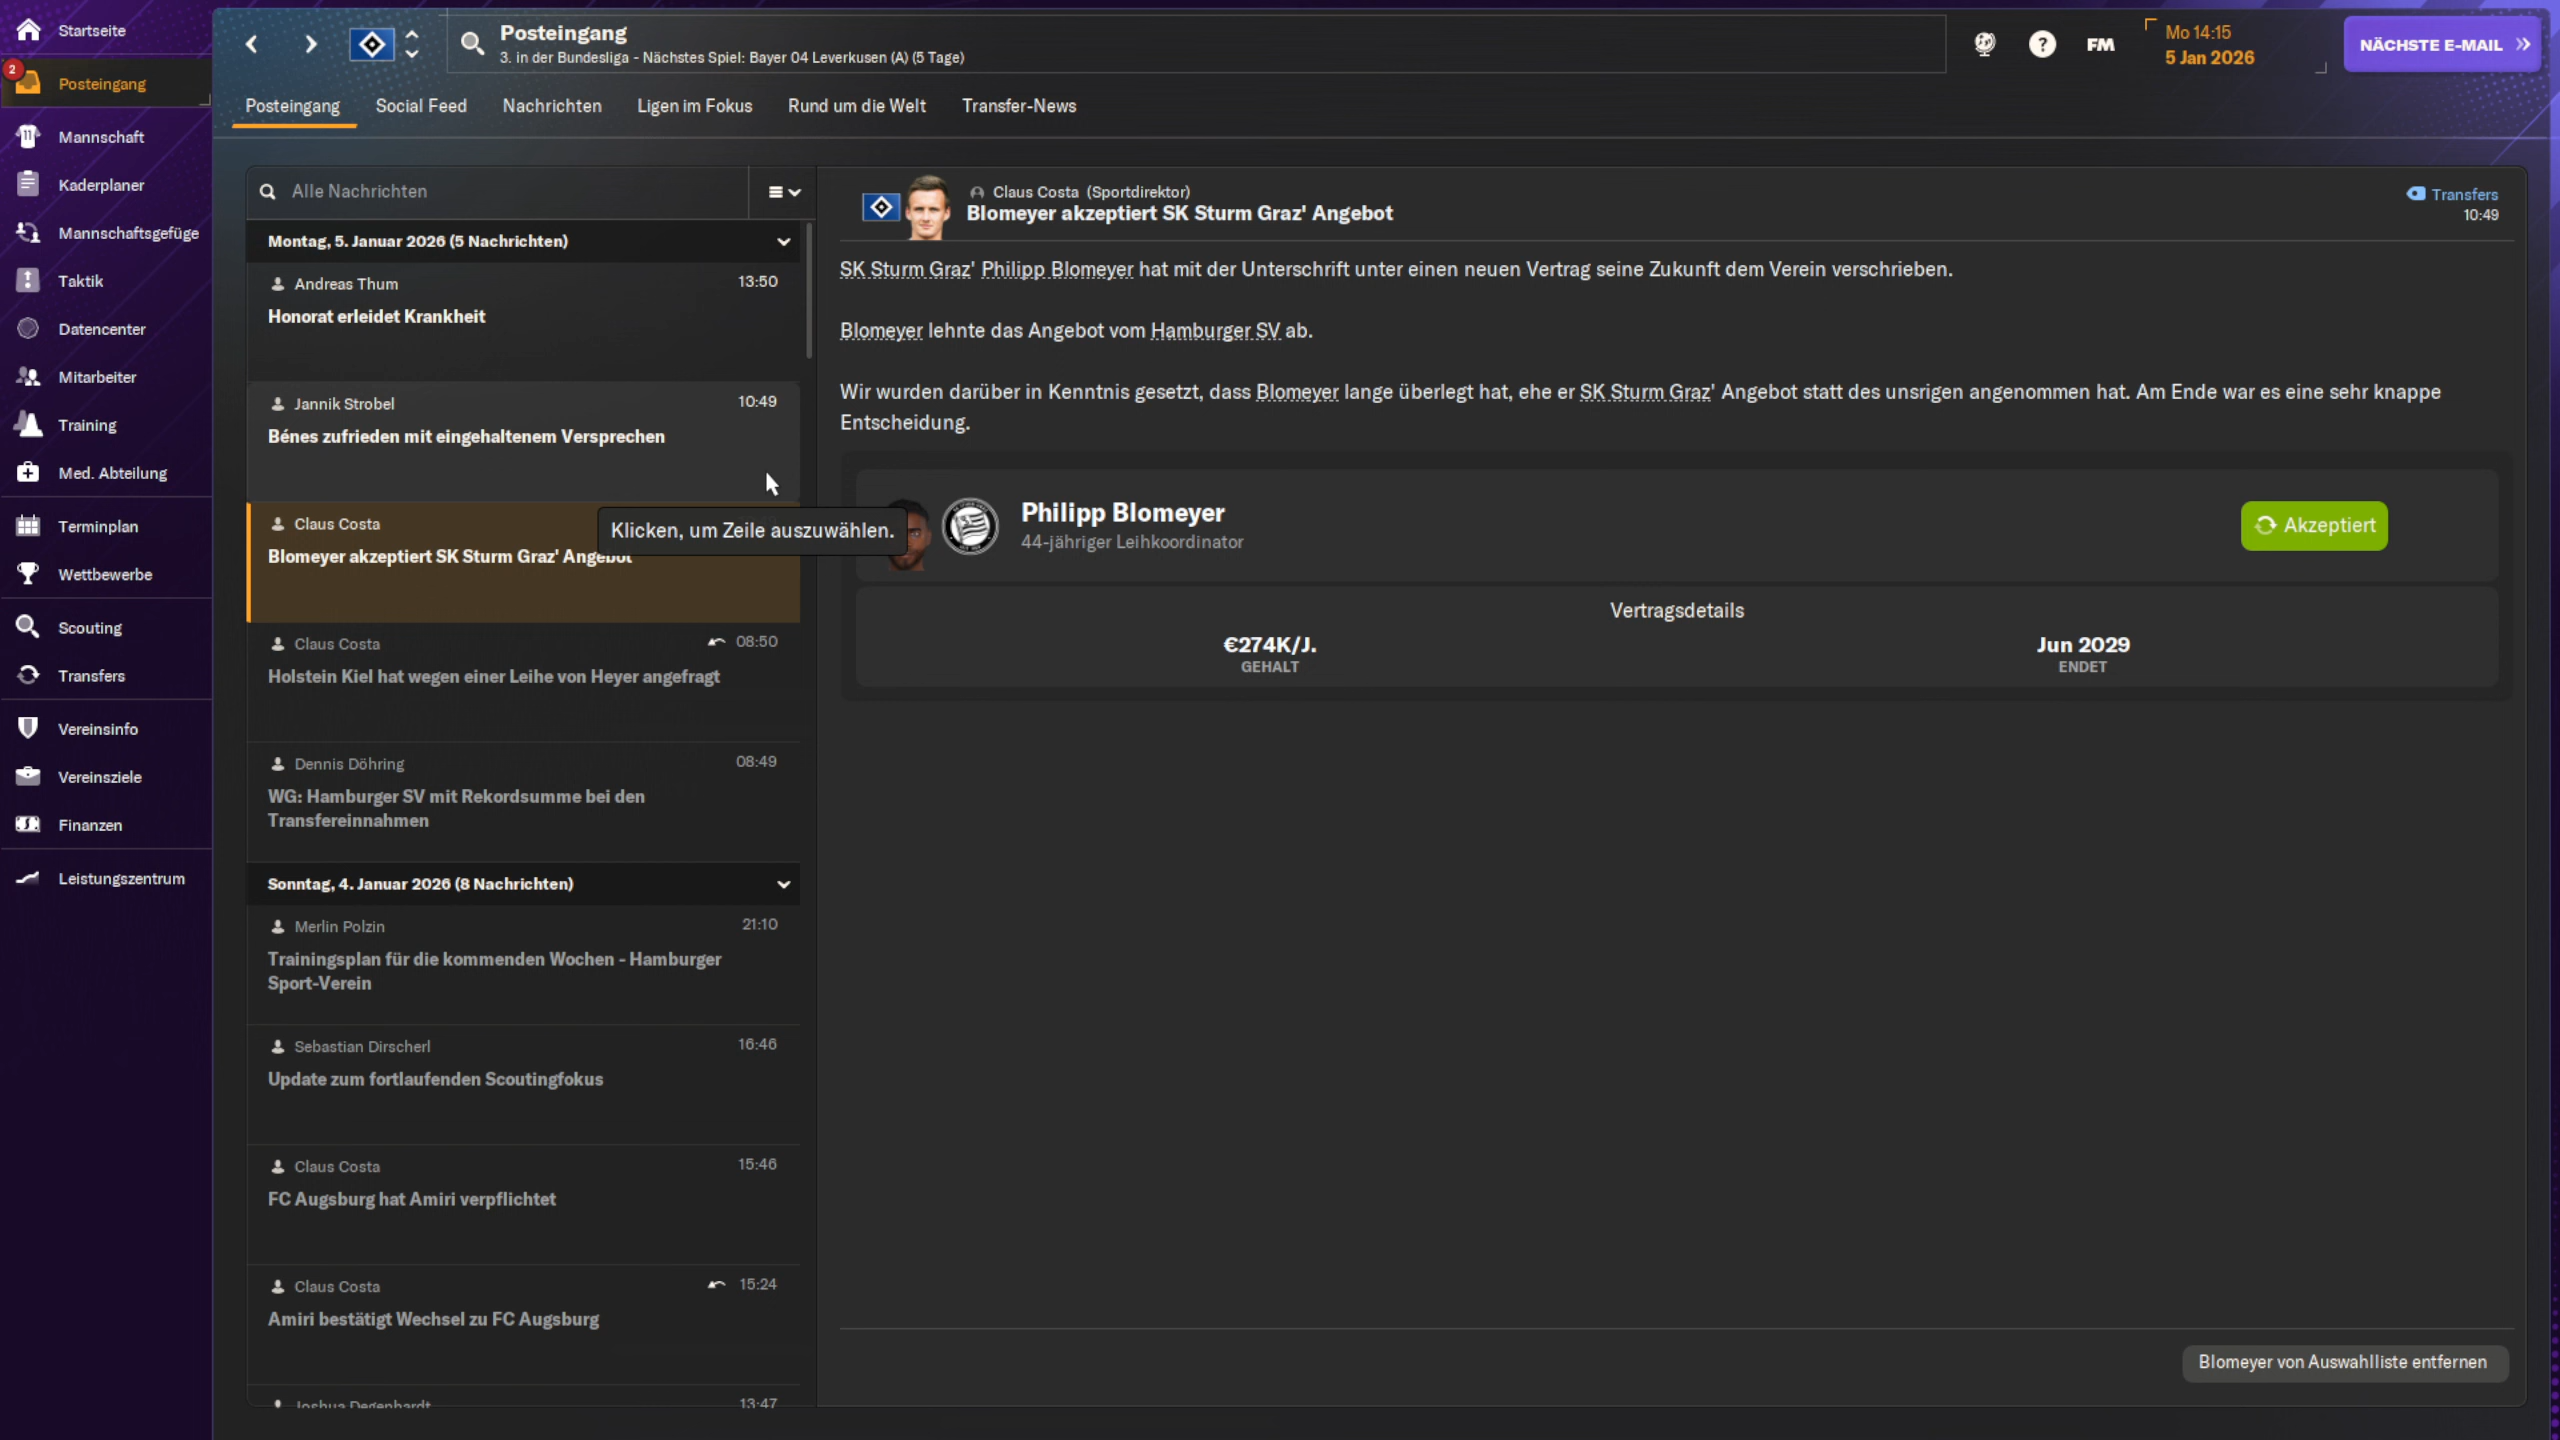 Startseite
2
Posteingang
Mannschaft
Kaderplaner
Mannschaftsgefüge
Taktik
Datencenter
Mitarbeiter
Training
Med. Abteilung
Terminplan
Wettbewerbe
Scouting
Transfers
Vereinsinfo
Vereinsziele
Finanzen
Leistungszentrum
Posteingang
3. in der Bundesliga - Nächstes Spiel: Bayer 04 Leverkusen (A) (5 Tage)
FM
Mo 14:15
5 Jan 2026
NÄCHSTE E-MAIL
Posteingang Social Feed Nachrichten Ligen im Fokus Rund um die Welt Transfer-News
Alle Nachrichten
Montag, 5. Januar 2026 (5 Nachrichten)
Andreas Thum 13:50
Honorat erleidet Krankheit
Jannik Strobel 10:49
Bénes zufrieden mit eingehaltenem Versprechen
Claus Costa
Blomeyer akzeptiert SK Sturm Graz' Angebot
Klicken, um Zeile auszuwählen.
Claus Costa 08:50
Holstein Kiel hat wegen einer Leihe von Heyer angefragt
Dennis Döhring 08:49
WG: Hamburger SV mit Rekordsumme bei den
Transfereinnahmen
Sonntag, 4. Januar 2026 (8 Nachrichten)
Merlin Polzin 21:10
Trainingsplan für die kommenden Wochen - Hamburger
Sport-Verein
Sebastian Dirscherl 16:46
Update zum fortlaufenden Scoutingfokus
Claus Costa 15:46
FC Augsburg hat Amiri verpflichtet
Claus Costa 15:24
Amiri bestätigt Wechsel zu FC Augsburg
Joshua Degenhardt 13:47
Claus Costa (Sportdirektor)
Blomeyer akzeptiert SK Sturm Graz' Angebot
Transfers
10:49
SK Sturm Graz' Philipp Blomeyer hat mit der Unterschrift unter einen neuen Vertrag seine Zukunft dem Verein verschrieben.
Blomeyer lehnte das Angebot vom Hamburger SV ab.
Wir wurden darüber in Kenntnis gesetzt, dass Blomeyer lange überlegt hat, ehe er SK Sturm Graz' Angebot statt des unsrigen angenommen hat. Am Ende war es eine sehr knappe
Entscheidung.
Philipp Blomeyer
44-jähriger Leihkoordinator
Akzeptiert
Vertragsdetails
€274K/J.
GEHALT
Jun 2029
ENDET
Blomeyer von Auswahlliste entfernen